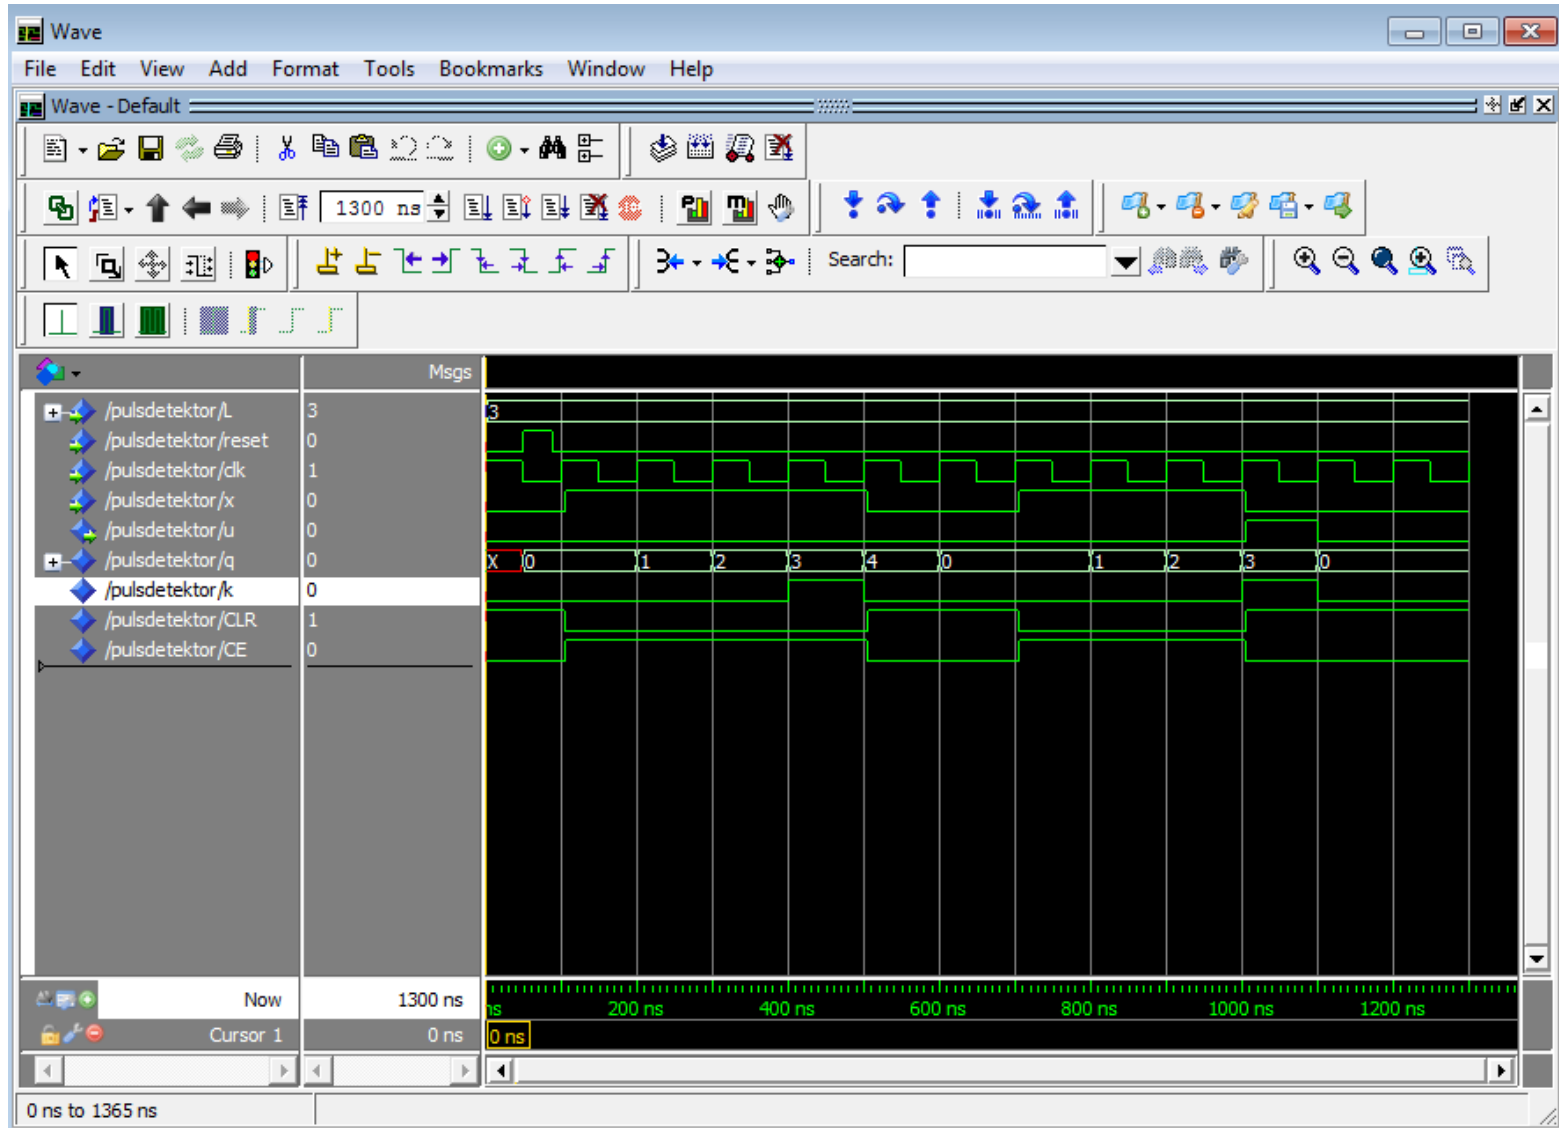 Wave
File Edit View Add Format Tools Bookmarks Window Help
Wave - Default
1300 ns
Search:
Msgs
/pulsdetektor/L 3 3
/pulsdetektor/reset 0
/pulsdetektor/clk 1
/pulsdetektor/x 0
/pulsdetektor/u 0
/pulsdetektor/q 0 X 0 1 2 3 4 0 1 2 3 0
/pulsdetektor/k 0
/pulsdetektor/CLR 1
/pulsdetektor/CE 0
Now 1300 ns ns 200 ns 400 ns 600 ns 800 ns 1000 ns 1200 ns
Cursor 1 0 ns 0 ns
0 ns to 1365 ns